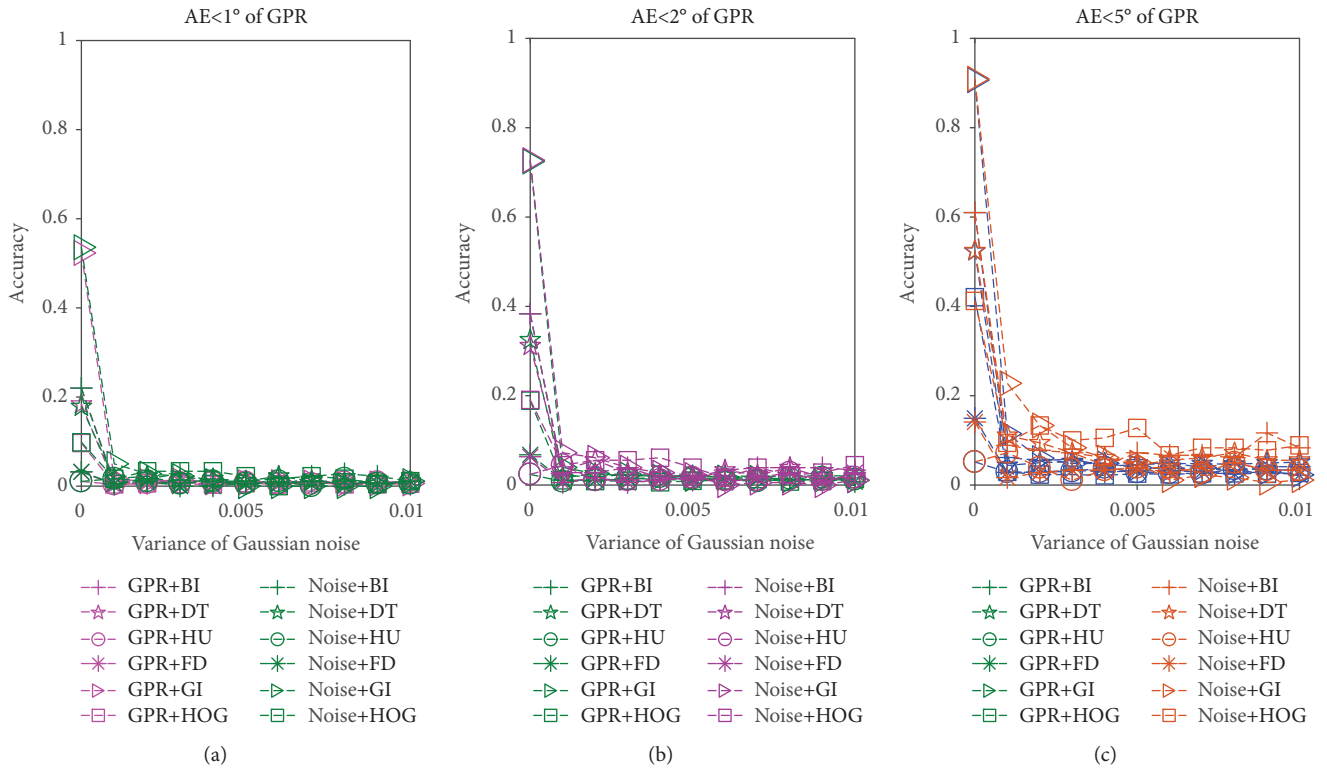 AE<1° of GPR
1
0.8
0.6
0.4
0.2
0
Accuracy
0 0.005 0.01
Variance of Gaussian noise
GPR+BI Noise+BI
GPR+DT Noise+DT
GPR+HU Noise+HU
GPR+FD Noise+FD
GPR+GI Noise+GI
GPR+HOG Noise+HOG
(a)
AE<2° of GPR
1
0.8
0.6
0.4
0.2
0
Accuracy
0 0.005 0.01
Variance of Gaussian noise
GPR+BI Noise+BI
GPR+DT Noise+DT
GPR+HU Noise+HU
GPR+FD Noise+FD
GPR+GI Noise+GI
GPR+HOG Noise+HOG
(b)
AE<5° of GPR
1
0.8
0.6
0.4
0.2
0
Accuracy
0 0.005 0.01
Variance of Gaussian noise
GPR+BI Noise+BI
GPR+DT Noise+DT
GPR+HU Noise+HU
GPR+FD Noise+FD
GPR+GI Noise+GI
GPR+HOG Noise+HOG
(c)